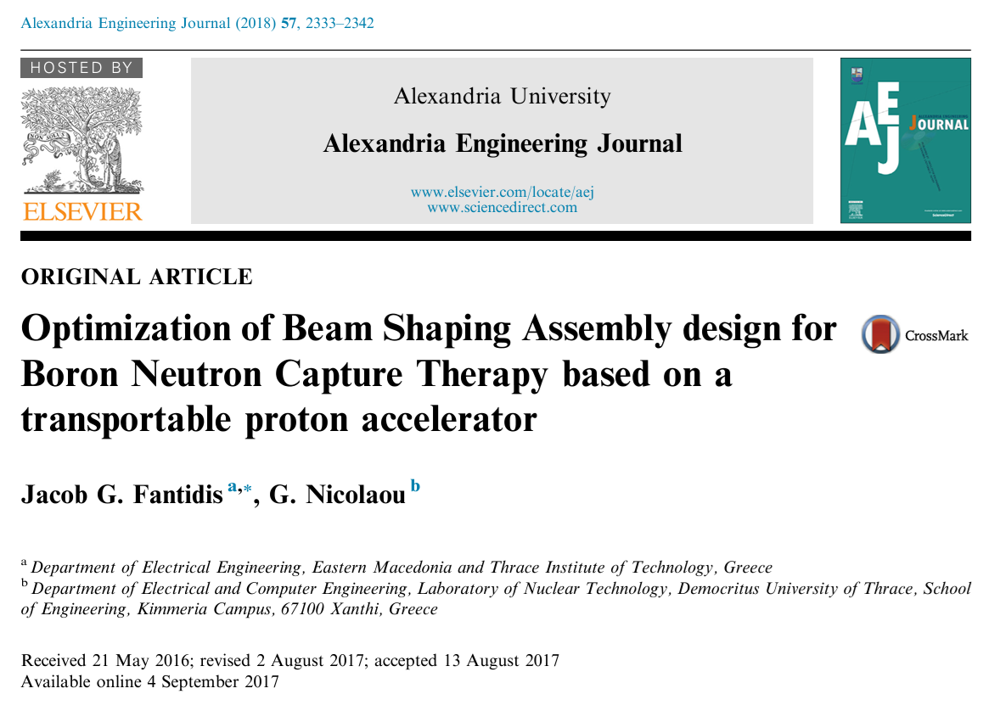 Alexandria Engineering Journal (2018) 57, 2333–2342
HOSTED BY
NON SOLUS
ELSEVIER
Alexandria University
Alexandria Engineering Journal
www.elsevier.com/locate/aej
www.sciencedirect.com
AEJ
ALEXANDRIA ENGINEERING
JOURNAL
ScienceDirect
ORIGINAL ARTICLE
Optimization of Beam Shaping Assembly design for
Boron Neutron Capture Therapy based on a
transportable proton accelerator
CrossMark
Jacob G. Fantidis a,*, G. Nicolaou b
a Department of Electrical Engineering, Eastern Macedonia and Thrace Institute of Technology, Greece
b Department of Electrical and Computer Engineering, Laboratory of Nuclear Technology, Democritus University of Thrace, School
of Engineering, Kimmeria Campus, 67100 Xanthi, Greece
Received 21 May 2016; revised 2 August 2017; accepted 13 August 2017
Available online 4 September 2017